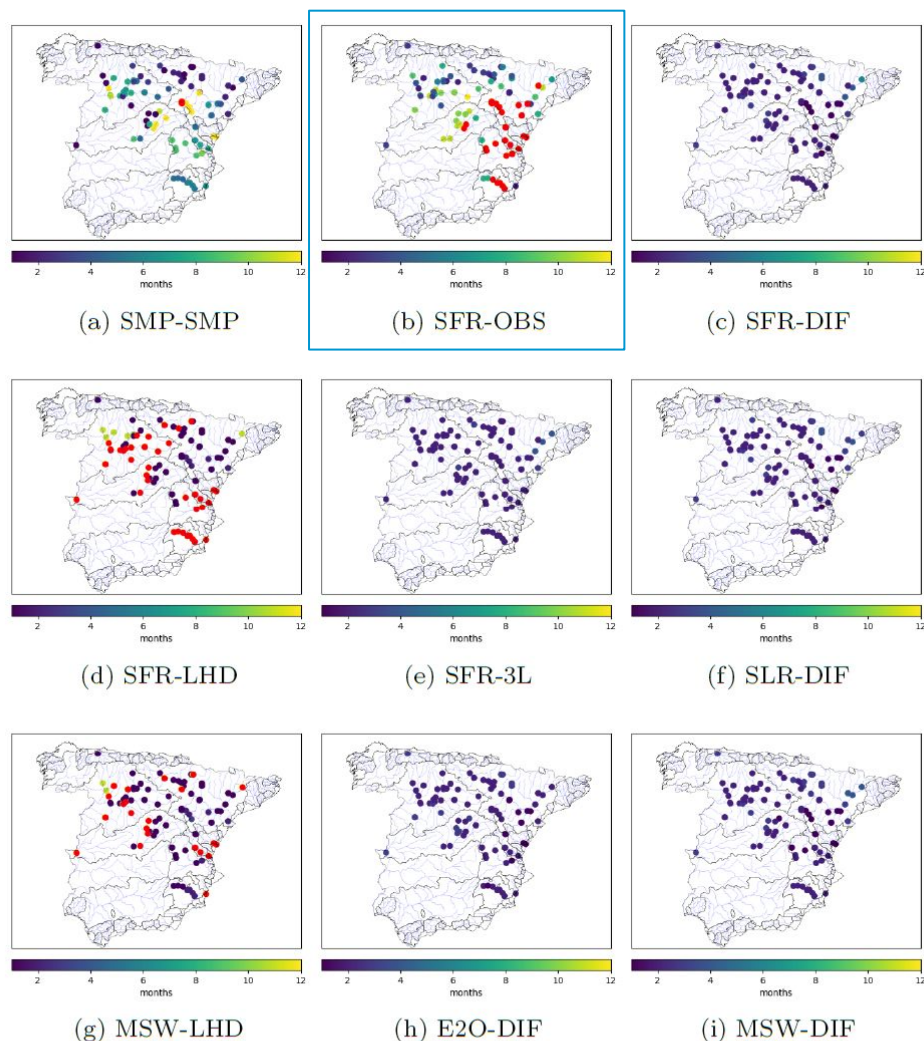 2 4 6 8 10 12 2 4 6 8 10 12 2 4 6 8 10 12
months months months
(a) SMP-SMP (b) SFR-OBS (c) SFR-DIF
2 4 6 8 10 12 2 4 6 8 10 12 2 4 6 8 10 12
months months months
(d) SFR-LHD (e) SFR-3L (f) SLR-DIF
2 4 6 8 10 12 2 4 6 8 10 12 2 4 6 8 10 12
months months months
(g) MSW-LHD (h) E2O-DIF (i) MSW-DIF